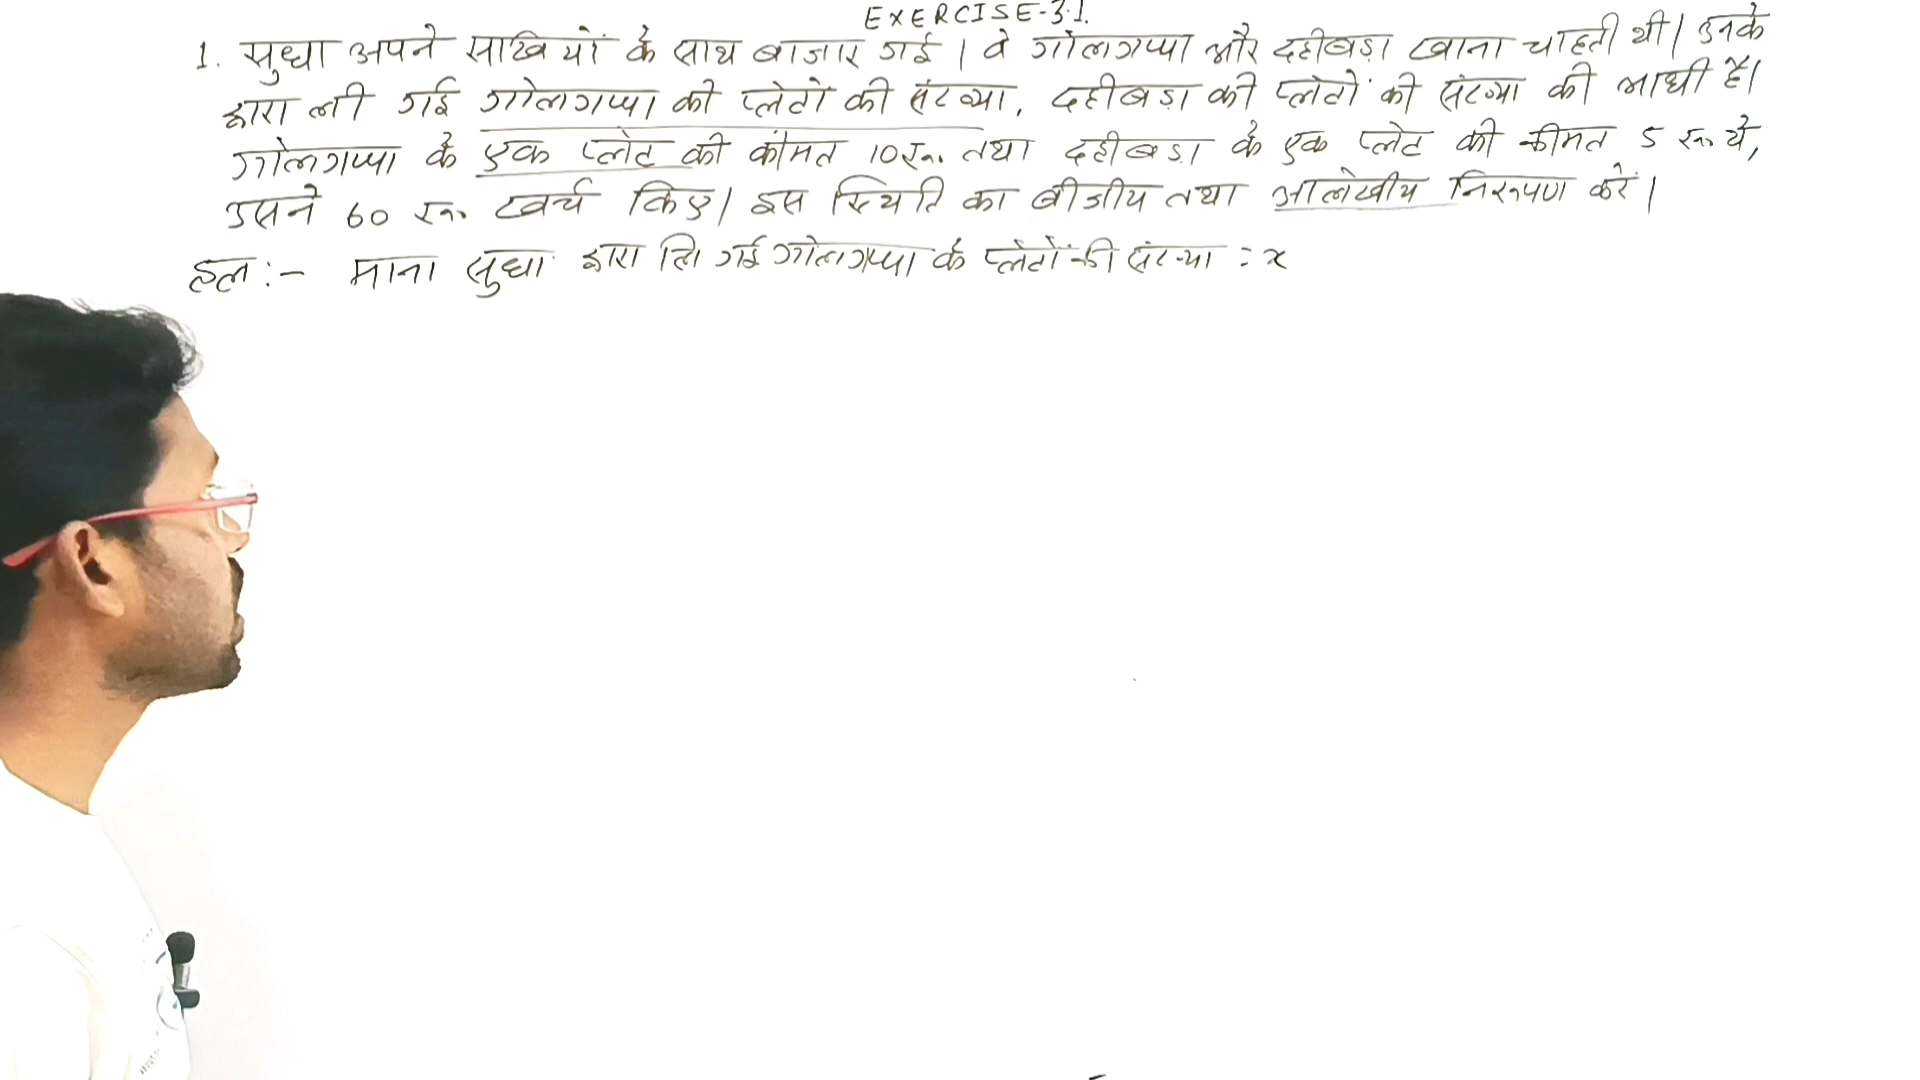 EXERCISE-3.1.
1. सुधा अपने सखियों के साथ बाजार गई। वे गोलगप्पा और दहीबड़ा खाना चाहती थी। उनके
द्वारा ली गई गोलगप्पा की प्लेटों की संख्या, दहीबड़ा की प्लेटों की संख्या की आधी है।
गोलगप्पा के एक प्लेट की कीमत 10रू. तथा दहीबड़ा के एक प्लेट की कीमत 5 रू थे,
उसने 60 रू. खर्च किए। इस स्थिति का बीजीय तथा आलेखीय निरूपण करें।
हल:- माना सुधा द्वारा लि गई गोलगप्पा के प्लेटों की संख्या = x